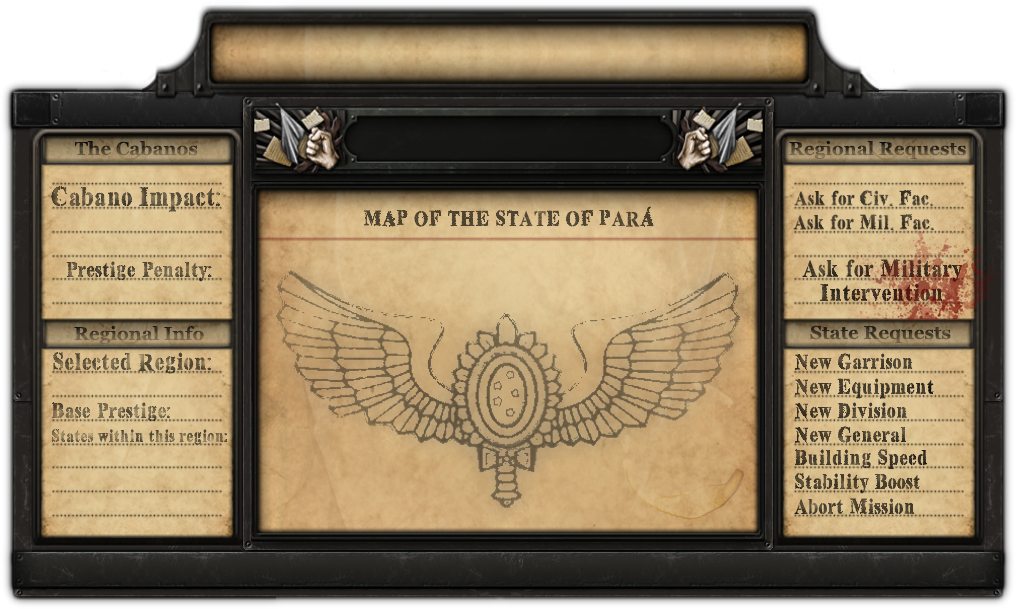 The Cabanos
Cabano Impact:
Prestige Penalty:
Regional Info
Selected Region:
Base Prestige:
States within this region:
MAP OF THE STATE OF PARÁ
Regional Requests
Ask for Civ. Fac.
Ask for Mil. Fac.
Ask for Military
Intervention
State Requests
New Garrison
New Equipment
New Division
New General
Building Speed
Stability Boost
Abort Mission